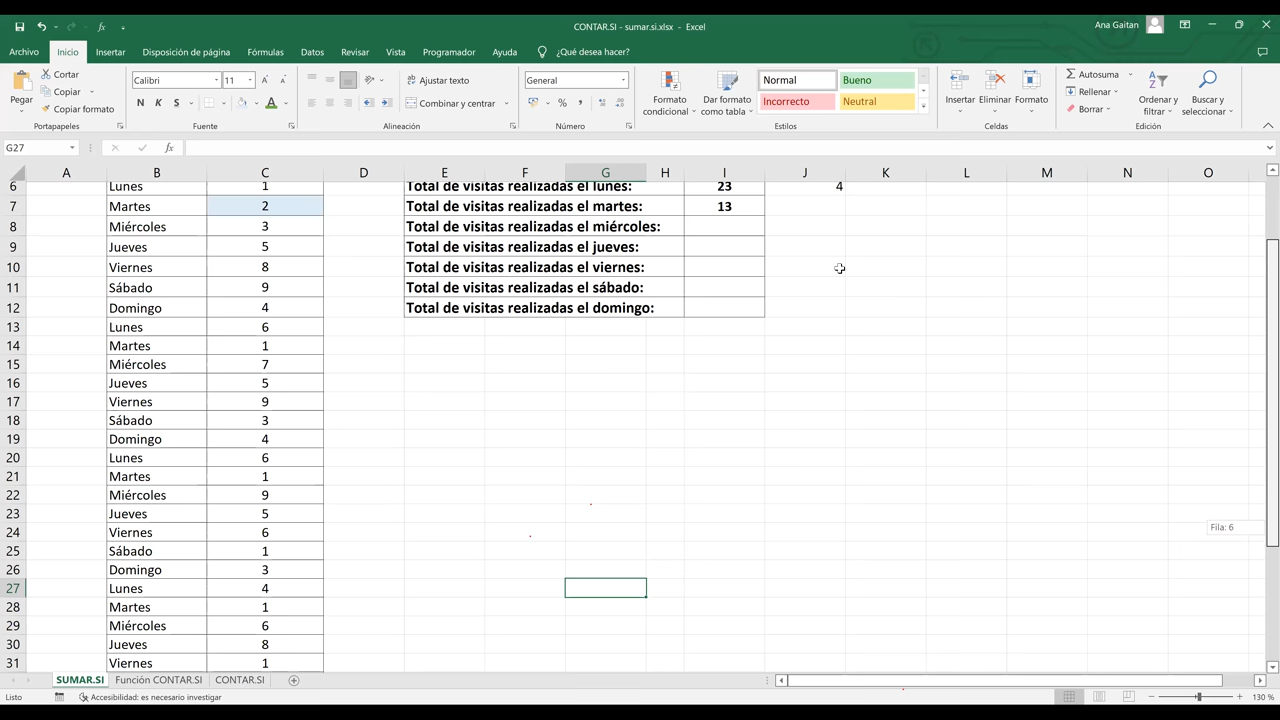 CONTAR.SI - sumar.si.xlsx - Excel
Ana Gaitan
Archivo Inicio Insertar Disposición de página Fórmulas Datos Revisar Vista Programador Ayuda ¿Qué desea hacer?
Pegar
Cortar
Copiar
Copiar formato
Portapapeles
Calibri 11
N K S
Fuente
Ajustar texto
Combinar y centrar
Alineación
General
Número
Formato condicional
Dar formato como tabla
Normal Bueno
Incorrecto Neutral
Estilos
Insertar Eliminar Formato
Celdas
Autosuma
Rellenar
Borrar
Ordenar y filtrar
Buscar y seleccionar
Edición
G27 fx
A B C D E F G H I J K L M N O
6 Lunes 1 Total de visitas realizadas el lunes: 23 4
7 Martes 2 Total de visitas realizadas el martes: 13
8 Miércoles 3 Total de visitas realizadas el miércoles:
9 Jueves 5 Total de visitas realizadas el jueves:
10 Viernes 8 Total de visitas realizadas el viernes:
11 Sábado 9 Total de visitas realizadas el sábado:
12 Domingo 4 Total de visitas realizadas el domingo:
13 Lunes 6
14 Martes 1
15 Miércoles 7
16 Jueves 5
17 Viernes 9
18 Sábado 3
19 Domingo 4
20 Lunes 6
21 Martes 1
22 Miércoles 9
23 Jueves 5
24 Viernes 6
25 Sábado 1
26 Domingo 3
27 Lunes 4
28 Martes 1
29 Miércoles 6
30 Jueves 8
31 Viernes 1
Fila: 6
SUMAR.SI Función CONTAR.SI CONTAR.SI
Listo Accesibilidad: es necesario investigar 130 %